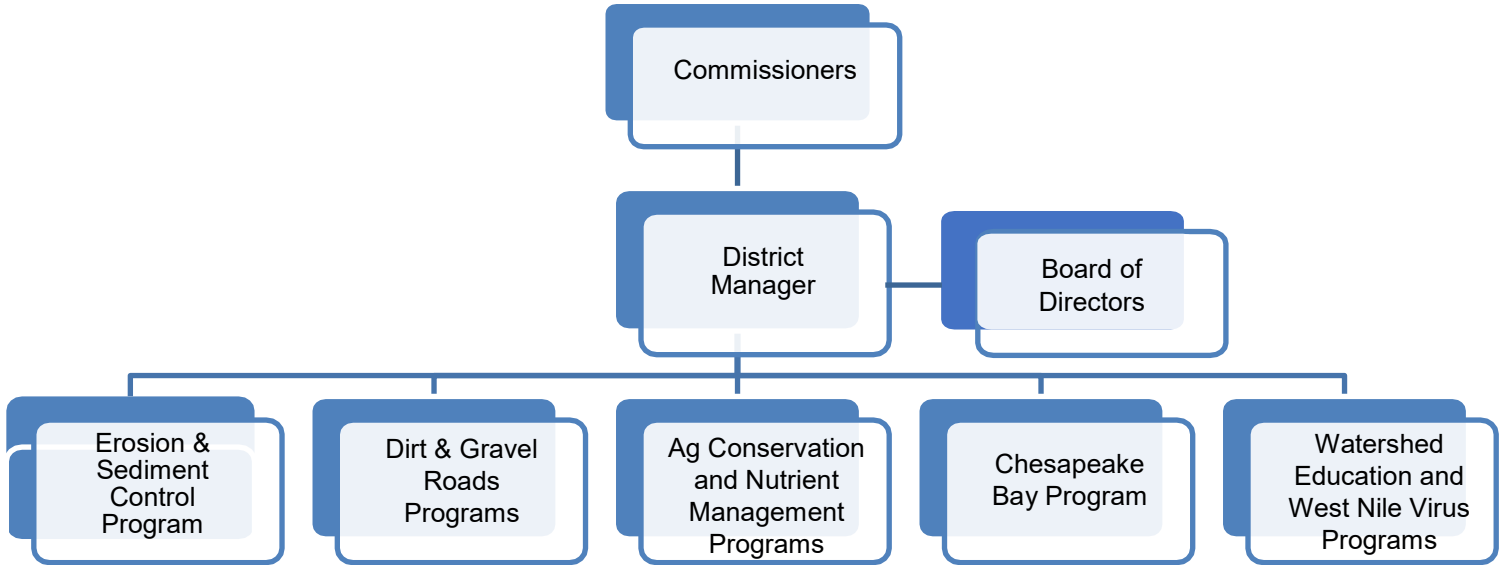 Commissioners
District
Manager
Board of
Directors
Erosion &
Sediment
Control
Program
Dirt & Gravel
Roads
Programs
Ag Conservation
and Nutrient
Management
Programs
Chesapeake
Bay Program
Watershed
Education and
West Nile Virus
Programs